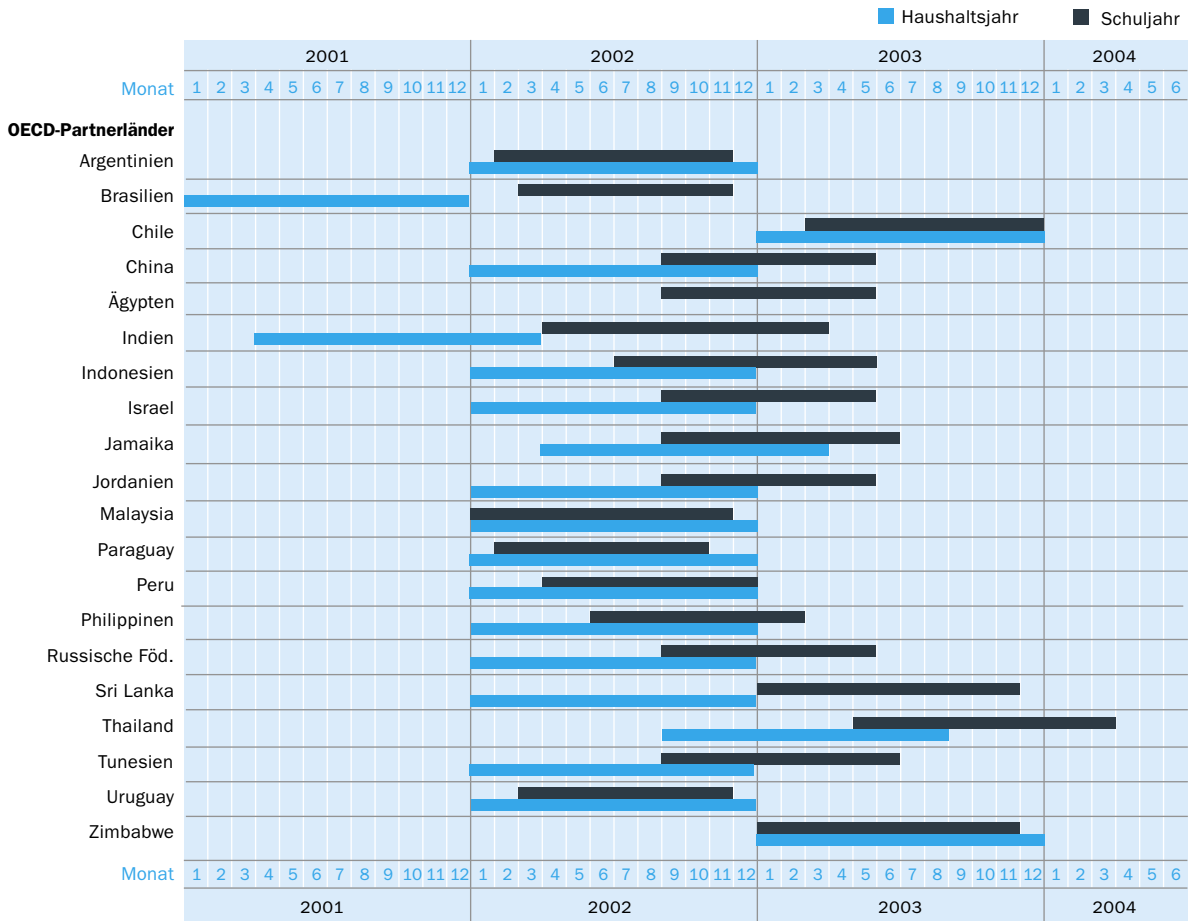 Haushaltsjahr Schuljahr
2001 2002 2003 2004
Monat 1 2 3 4 5 6 7 8 9 10 11 12 1 2 3 4 5 6 7 8 9 10 11 12 1 2 3 4 5 6 7 8 9 10 11 12 1 2 3 4 5 6
OECD-Partnerländer
Argentinien
Brasilien
Chile
China
Ägypten
Indien
Indonesien
Israel
Jamaika
Jordanien
Malaysia
Paraguay
Peru
Philippinen
Russische Föd.
Sri Lanka
Thailand
Tunesien
Uruguay
Zimbabwe
Monat 1 2 3 4 5 6 7 8 9 10 11 12 1 2 3 4 5 6 7 8 9 10 11 12 1 2 3 4 5 6 7 8 9 10 11 12 1 2 3 4 5 6
2001 2002 2003 2004